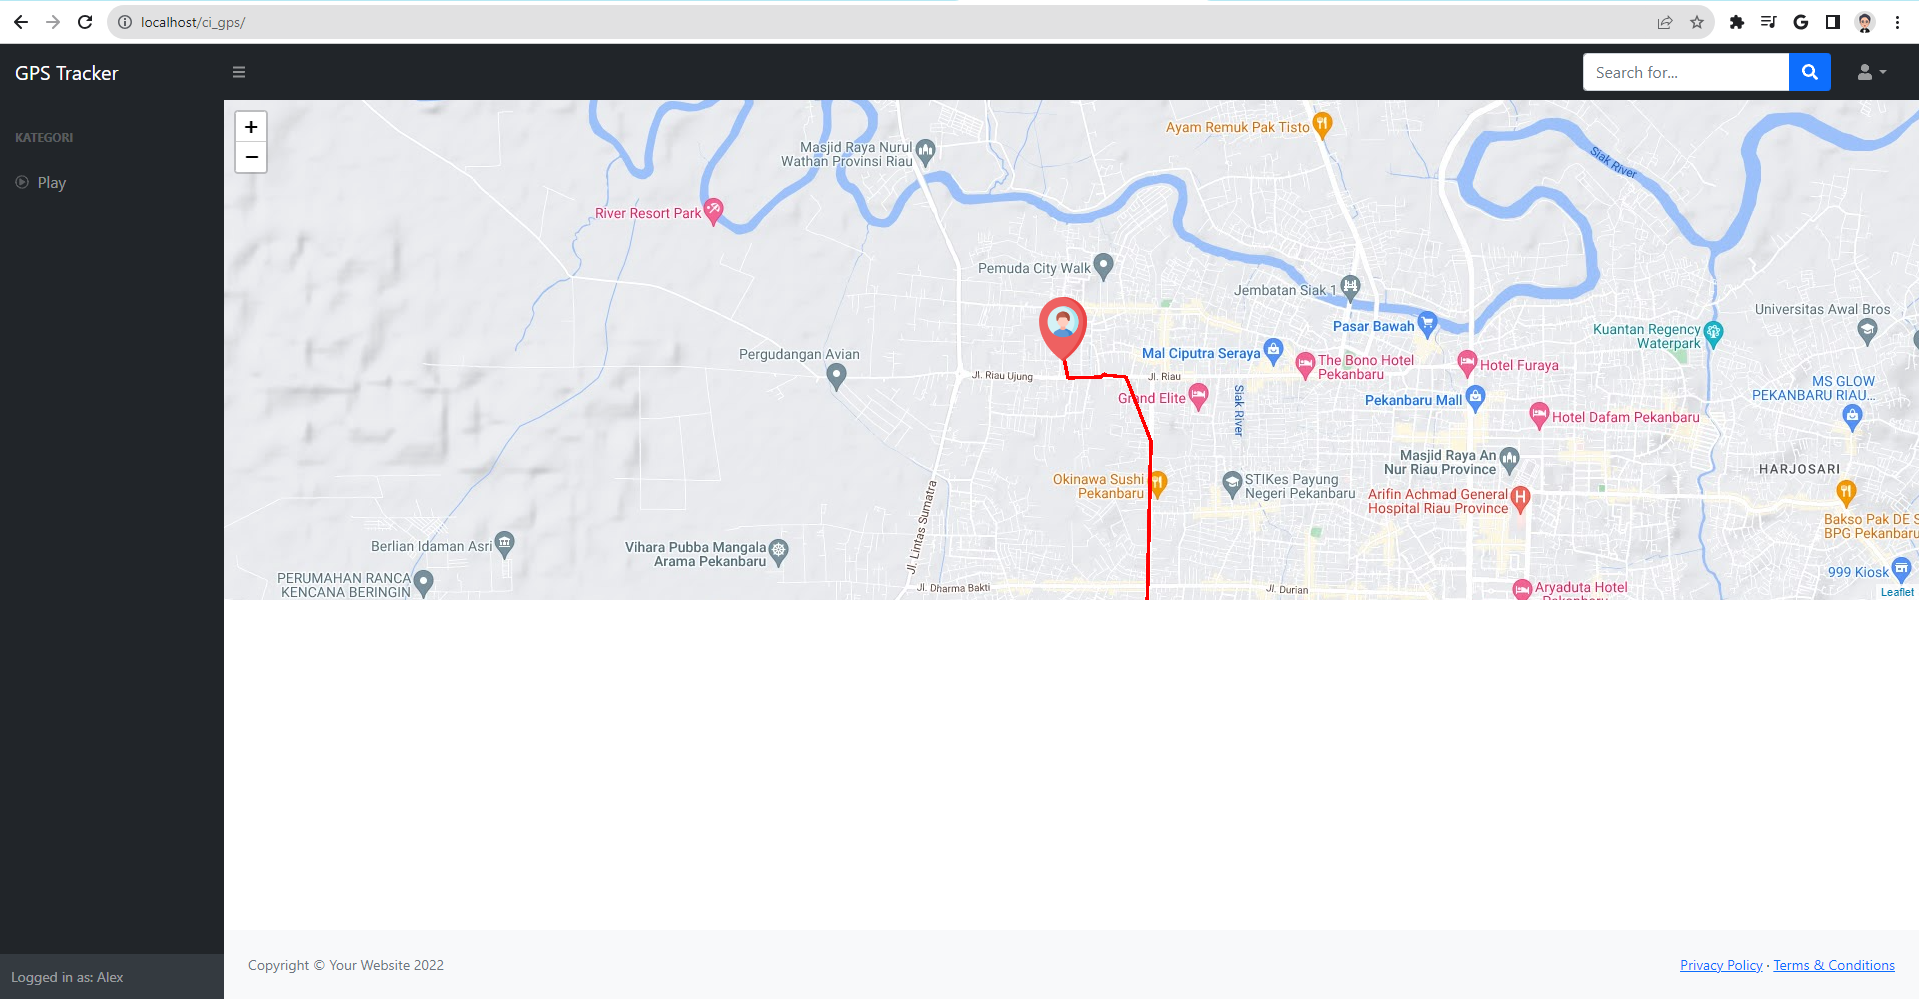 localhost/ci_gps/
GPS Tracker
Search for...
KATEGORI
Play
+
−
Ayam Remuk Pak Tisto
Masjid Raya Nurul
Wathan Provinsi Riau
Siak River
River Resort Park
Pemuda City Walk
Jembatan Siak 1
Universitas Awal Bros
Pasar Bawah
Kuantan Regency
Waterpark
Pergudangan Avian
Mal Ciputra Seraya
The Bono Hotel
Pekanbaru
Hotel Furaya
Jl. Riau Ujung
Jl. Riau
MS GLOW
PEKANBARU RIAU...
Grand Elite
Siak River
Pekanbaru Mall
Hotel Dafam Pekanbaru
Masjid Raya An
Nur Riau Province
HARJOSARI
Okinawa Sushi
Pekanbaru
STIKes Payung
Negeri Pekanbaru
Arifin Achmad General
Hospital Riau Province
Jl. Lintas Sumatra
Bakso Pak DE S
BPG Pekanbaru
Berlian Idaman Asri
Vihara Pubba Mangala
Arama Pekanbaru
PERUMAHAN RANCA
KENCANA BERINGIN
999 Kiosk
Jl. Dharma Bakti
Jl. Durian
Aryaduta Hotel
Pekanbaru
Leaflet
Copyright © Your Website 2022
Privacy Policy · Terms & Conditions
Logged in as: Alex